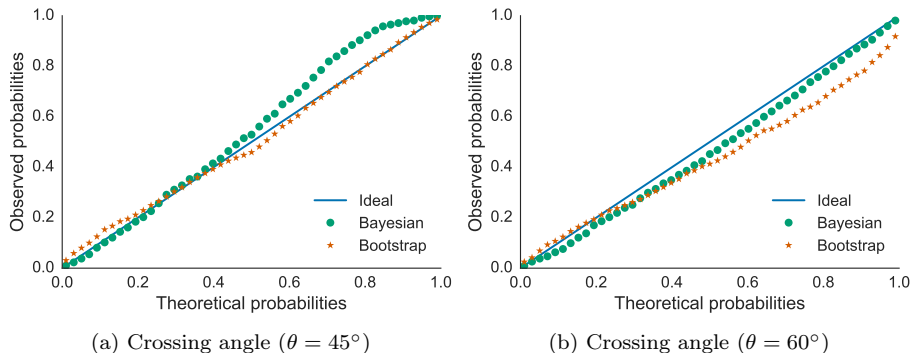 1.0
0.8
0.6
0.4
0.2
0.0
Observed probabilities
Ideal
Bayesian
Bootstrap
0.0 0.2 0.4 0.6 0.8 1.0
Theoretical probabilities
(a) Crossing angle (θ = 45°)
1.0
0.8
0.6
0.4
0.2
0.0
Observed probabilities
Ideal
Bayesian
Bootstrap
0.0 0.2 0.4 0.6 0.8 1.0
Theoretical probabilities
(b) Crossing angle (θ = 60°)